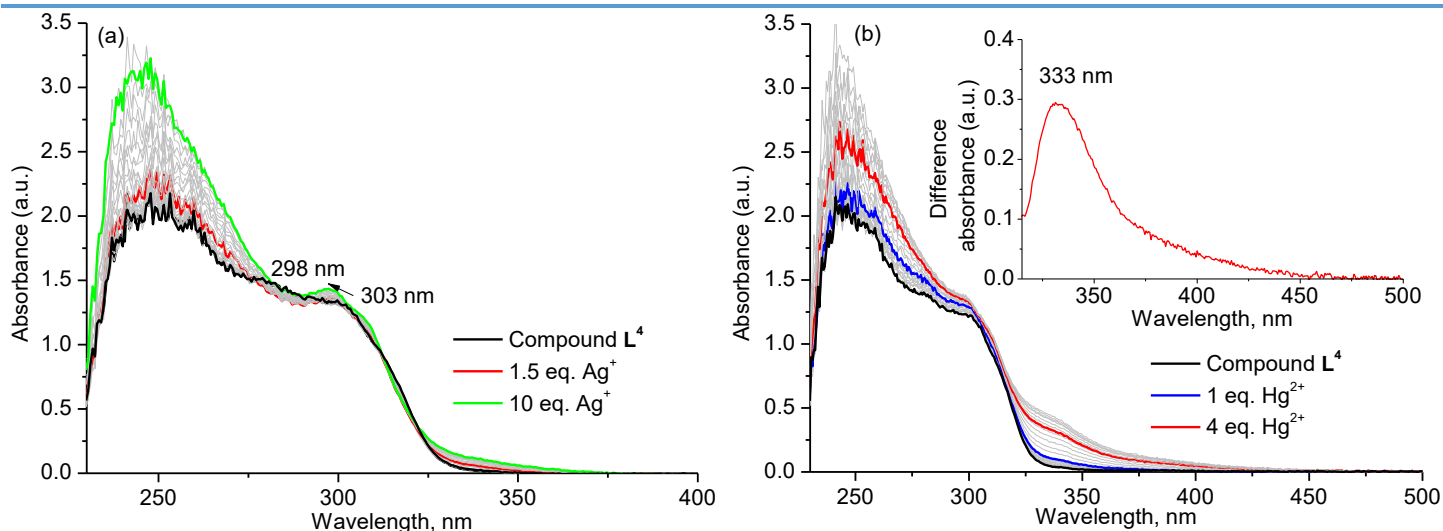 (a)
3.5
3.0
2.5
2.0
1.5
1.0
0.5
0.0
Absorbance (a.u.)
298 nm
303 nm
Compound L⁴
1.5 eq. Ag⁺
10 eq. Ag⁺
250
300
350
400
Wavelength, nm
(b)
3.5
3.0
2.5
2.0
1.5
1.0
0.5
0.0
Absorbance (a.u.)
0.4
0.3
0.2
0.1
0.0
Difference
absorbance (a.u.)
333 nm
350
400
450
500
Wavelength, nm
Compound L⁴
1 eq. Hg²⁺
4 eq. Hg²⁺
250
300
350
400
450
500
Wavelength, nm